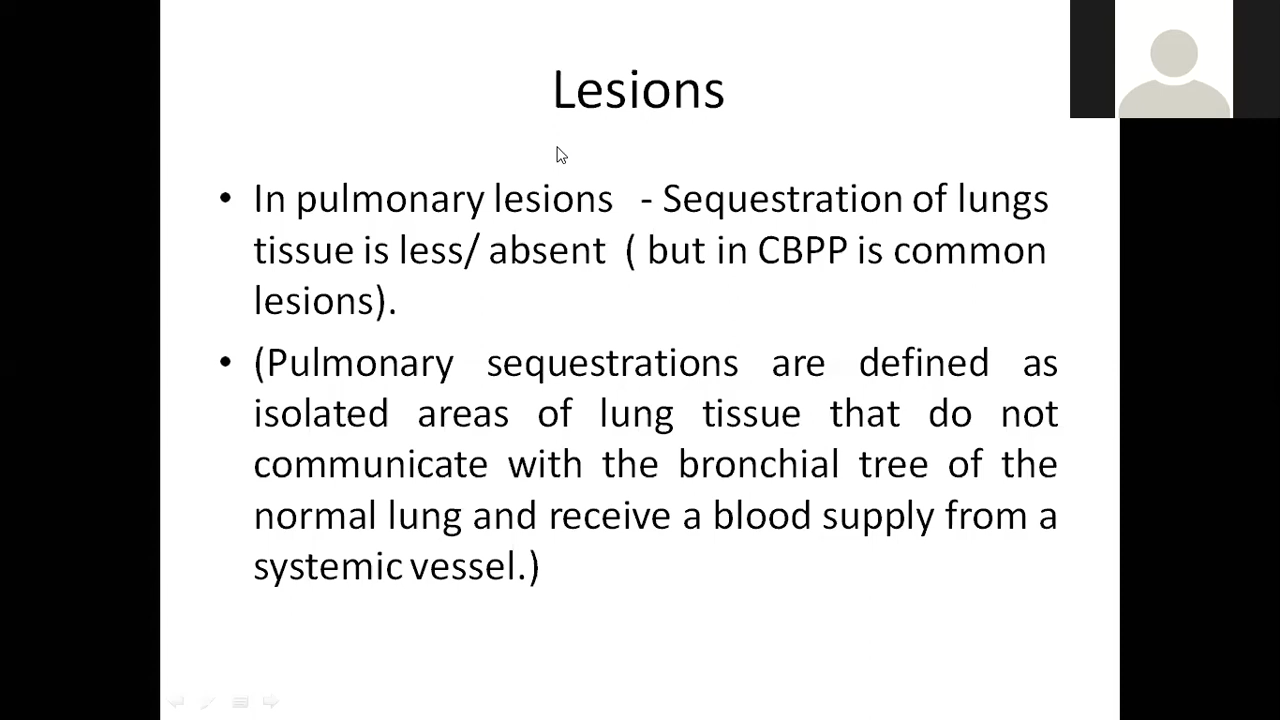 Lesions
• In pulmonary lesions - Sequestration of lungs
tissue is less/ absent ( but in CBPP is common
lesions).
• (Pulmonary sequestrations are defined as
isolated areas of lung tissue that do not
communicate with the bronchial tree of the
normal lung and receive a blood supply from a
systemic vessel.)